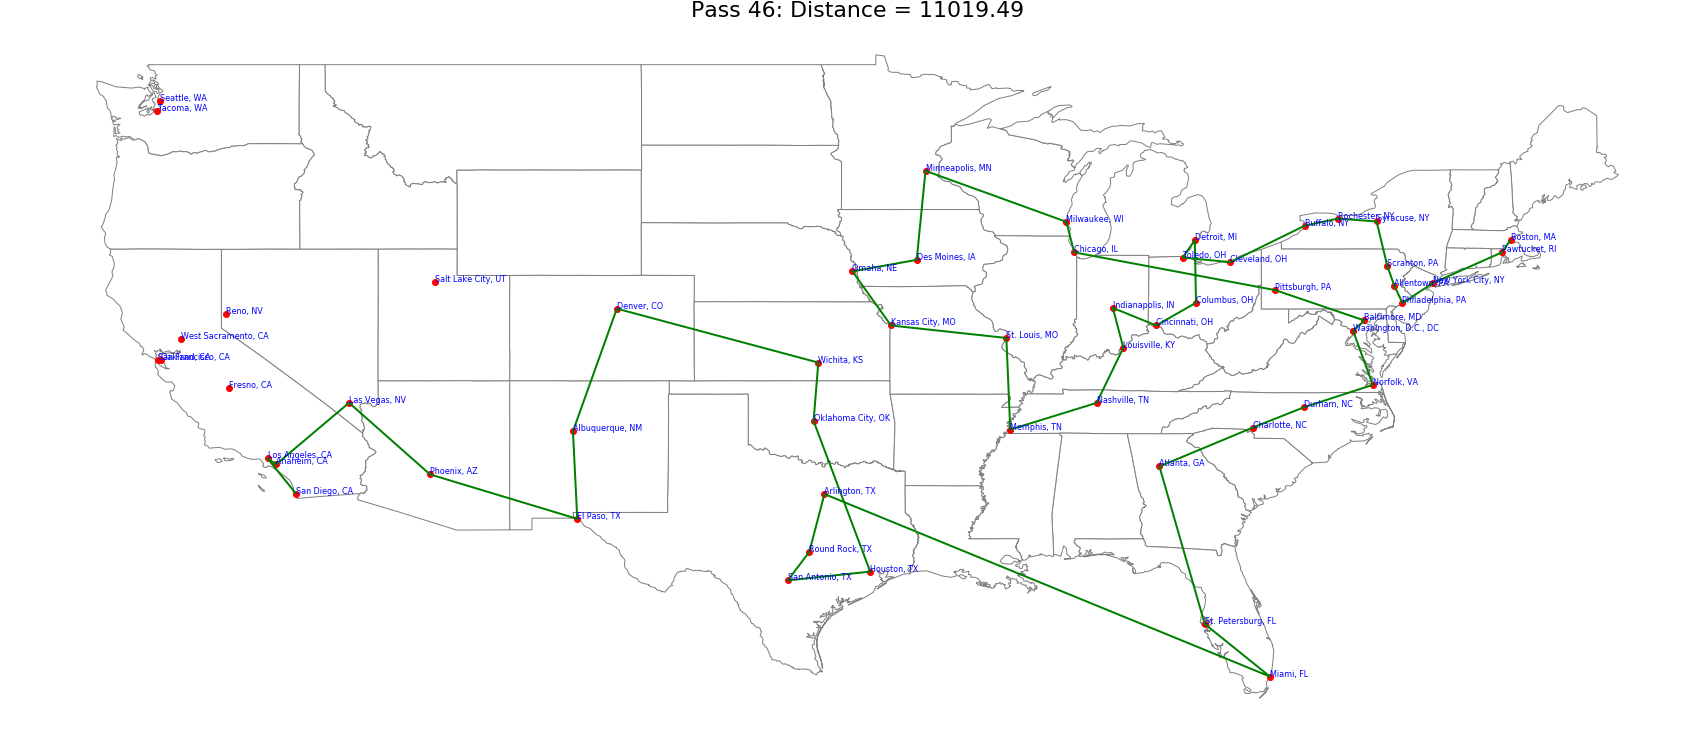 Pass 46: Distance = 11019.49
Seattle, WA
Tacoma, WA
Minneapolis, MN
Milwaukee, WI
Buffalo, NY
Rochester, NY
Syracuse, NY
Boston, MA
Pawtucket, RI
Detroit, MI
Toledo, OH
Cleveland, OH
Chicago, IL
Des Moines, IA
Omaha, NE
Scranton, PA
Allentown, PA
New York City, NY
Philadelphia, PA
Pittsburgh, PA
Salt Lake City, UT
Reno, NV
Denver, CO
Indianapolis, IN
Columbus, OH
Cincinnati, OH
Baltimore, MD
Washington, D.C., DC
Kansas City, MO
St. Louis, MO
Louisville, KY
West Sacramento, CA
San Francisco, CA
Wichita, KS
Fresno, CA
Las Vegas, NV
Norfolk, VA
Durham, NC
Nashville, TN
Charlotte, NC
Oklahoma City, OK
Albuquerque, NM
Memphis, TN
Los Angeles, CA
Anaheim, CA
Phoenix, AZ
Atlanta, GA
San Diego, CA
Arlington, TX
El Paso, TX
Round Rock, TX
San Antonio, TX
Houston, TX
St. Petersburg, FL
Miami, FL